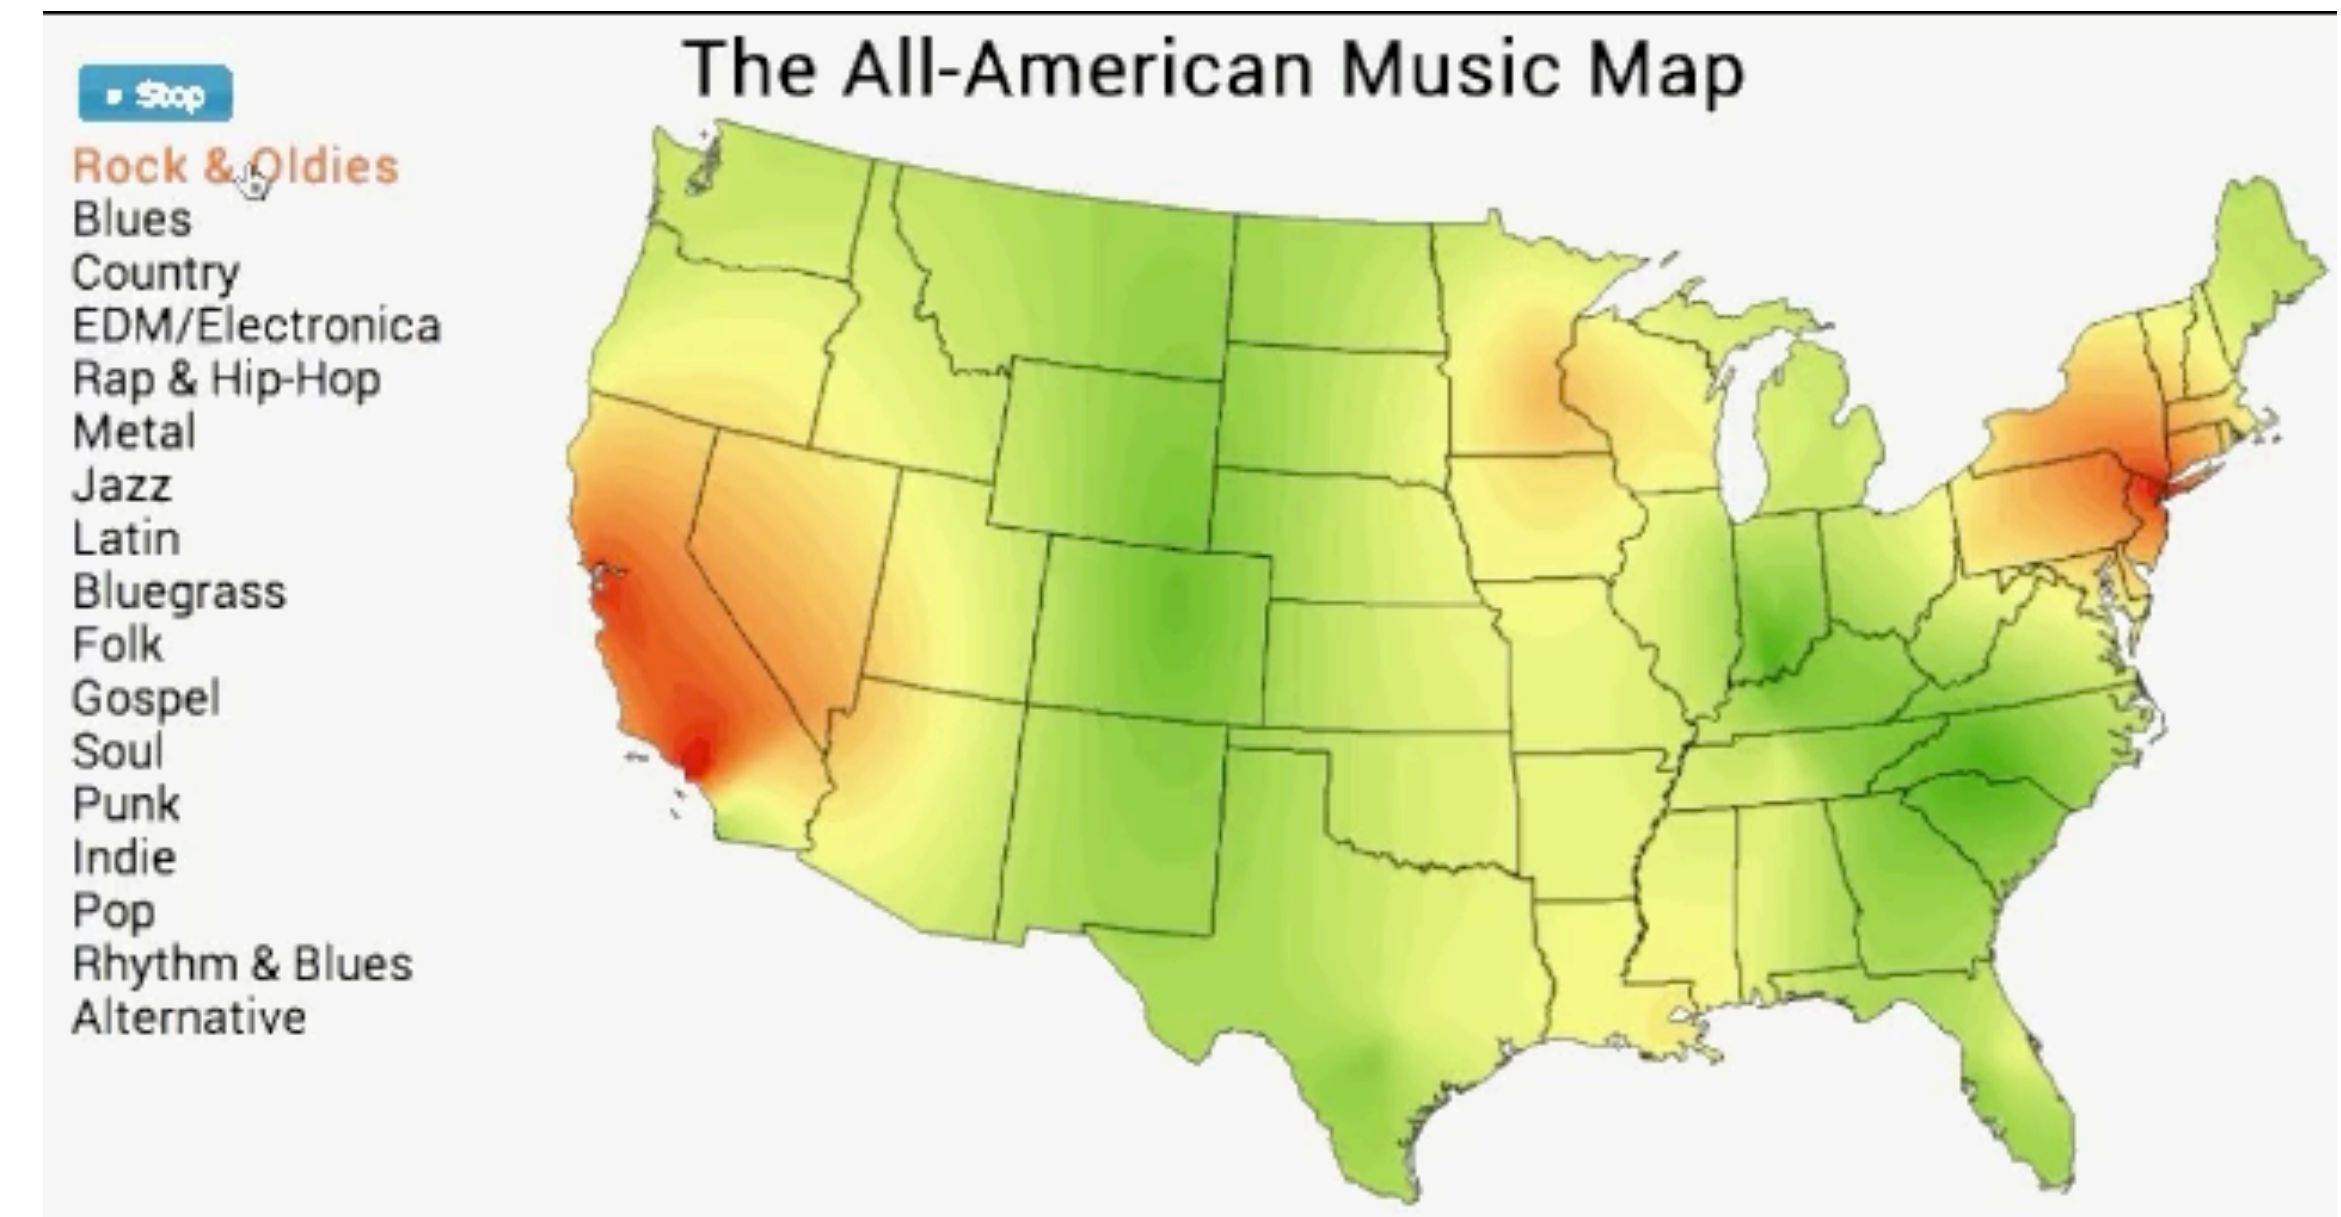 The All-American Music Map
Stop
Rock & Oldies
Blues
Country
EDM/Electronica
Rap & Hip-Hop
Metal
Jazz
Latin
Bluegrass
Folk
Gospel
Soul
Punk
Indie
Pop
Rhythm & Blues
Alternative